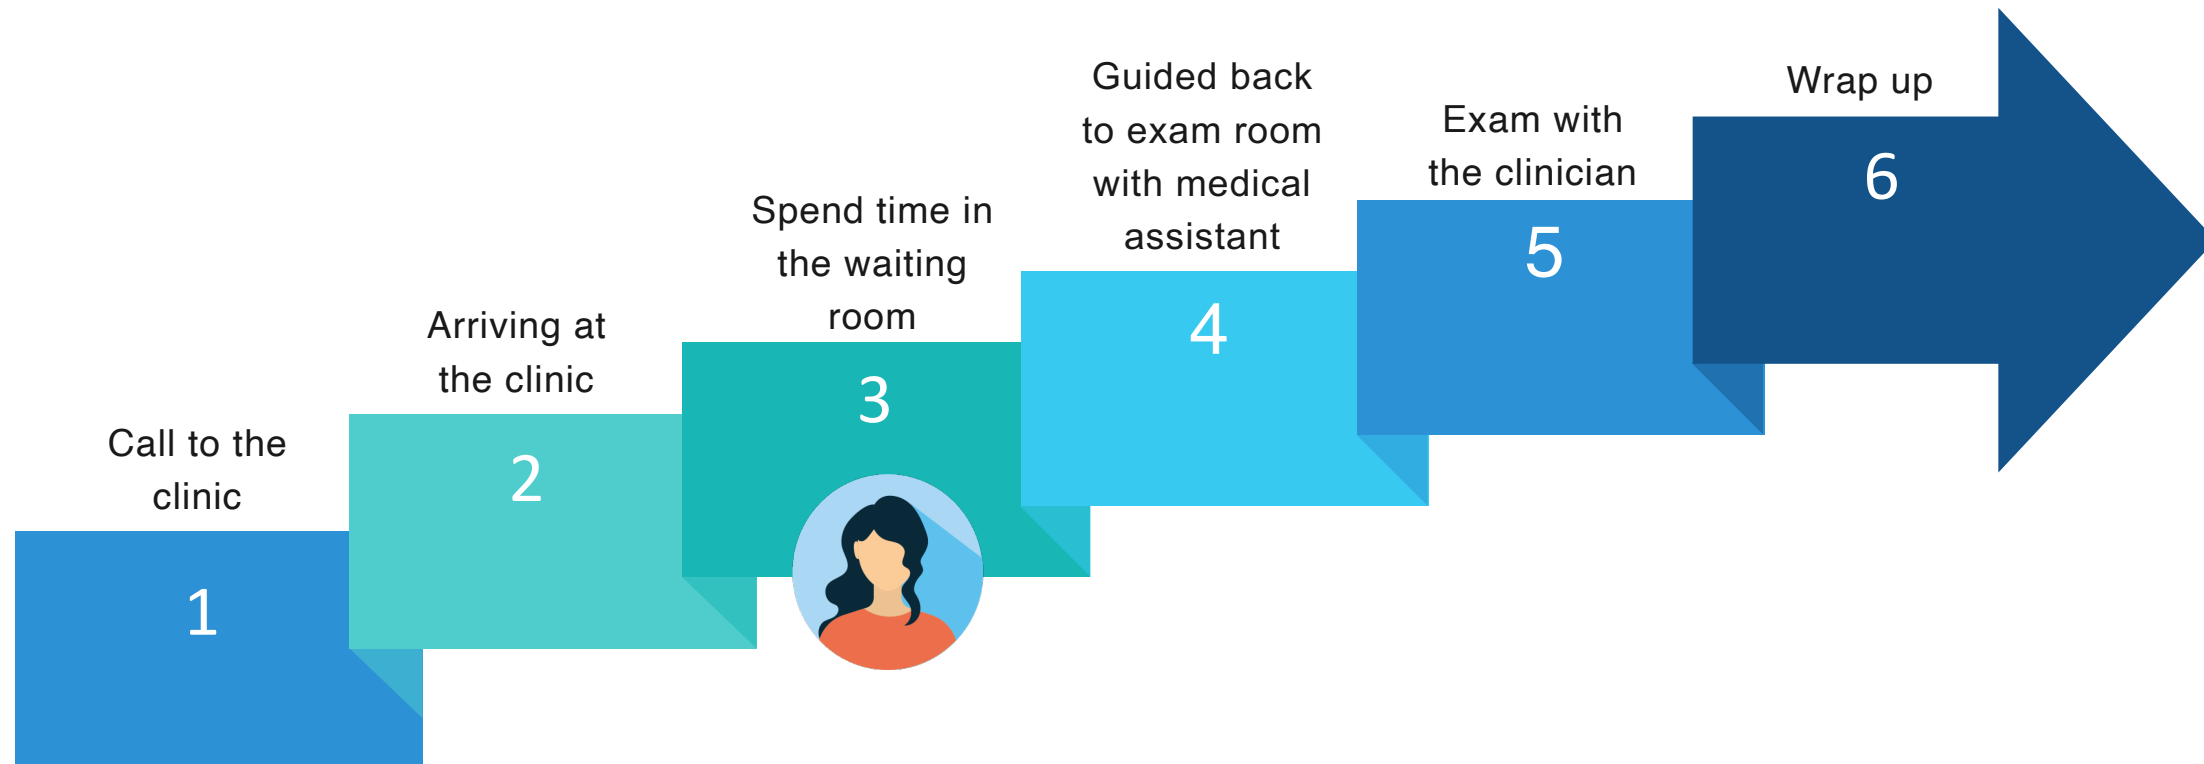 Call to the
clinic
1
Arriving at
the clinic
2
Spend time in
the waiting
room
3
Guided back
to exam room
with medical
assistant
4
Exam with
the clinician
5
Wrap up
6